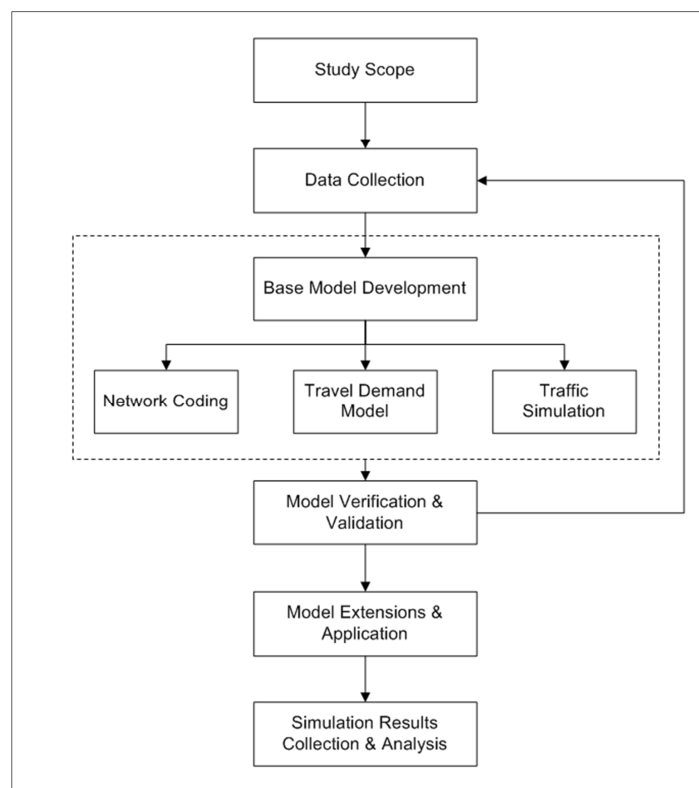 Study Scope
Data Collection
Base Model Development
Network Coding
Travel Demand
Model
Traffic
Simulation
Model Verification &
Validation
Model Extensions &
Application
Simulation Results
Collection & Analysis